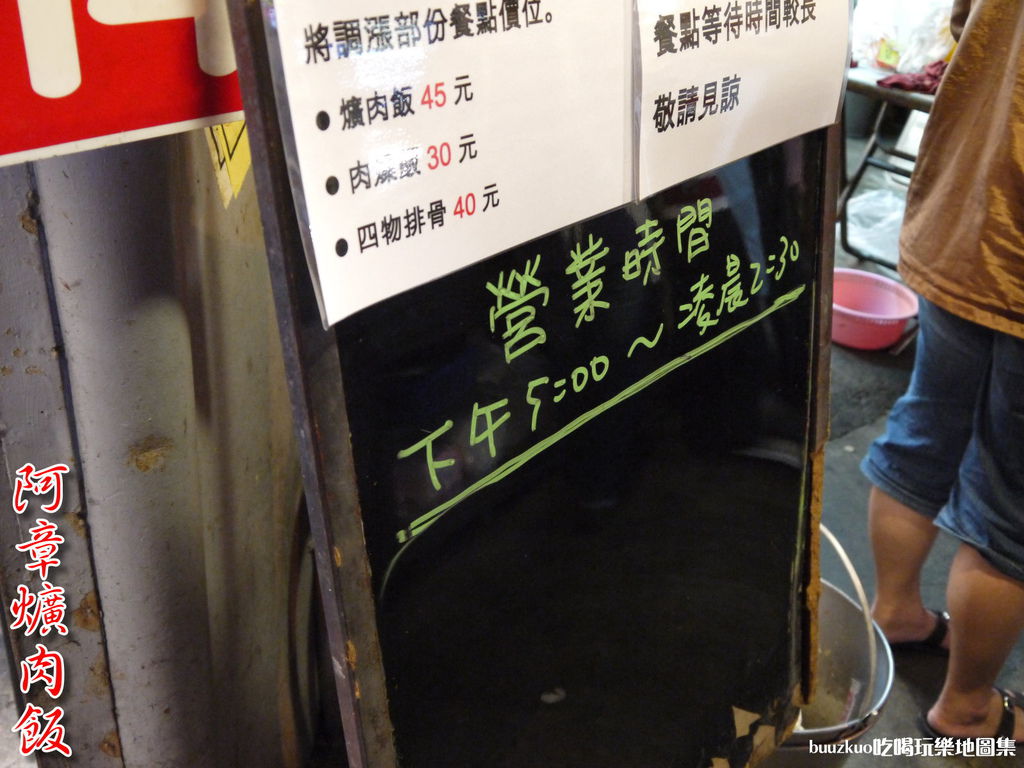 將調漲部份餐點價位。
● 爌肉飯 45 元
● 肉燥飯 30 元
● 四物排骨 40 元
餐點等待時間較長
敬請見諒
營業時間
下午5:00～凌晨2:30
阿章爌肉飯
buuzkuo吃喝玩樂地圖集